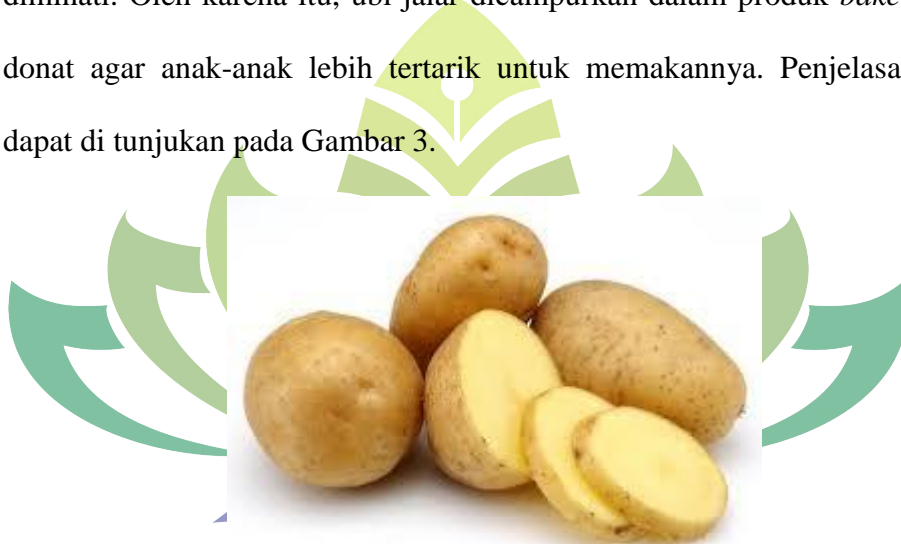 diminati. Oleh karena itu, ubi jalar dicampurkan dalam produk bake
donat agar anak-anak lebih tertarik untuk memakannya. Penjelasa
dapat di tunjukan pada Gambar 3.